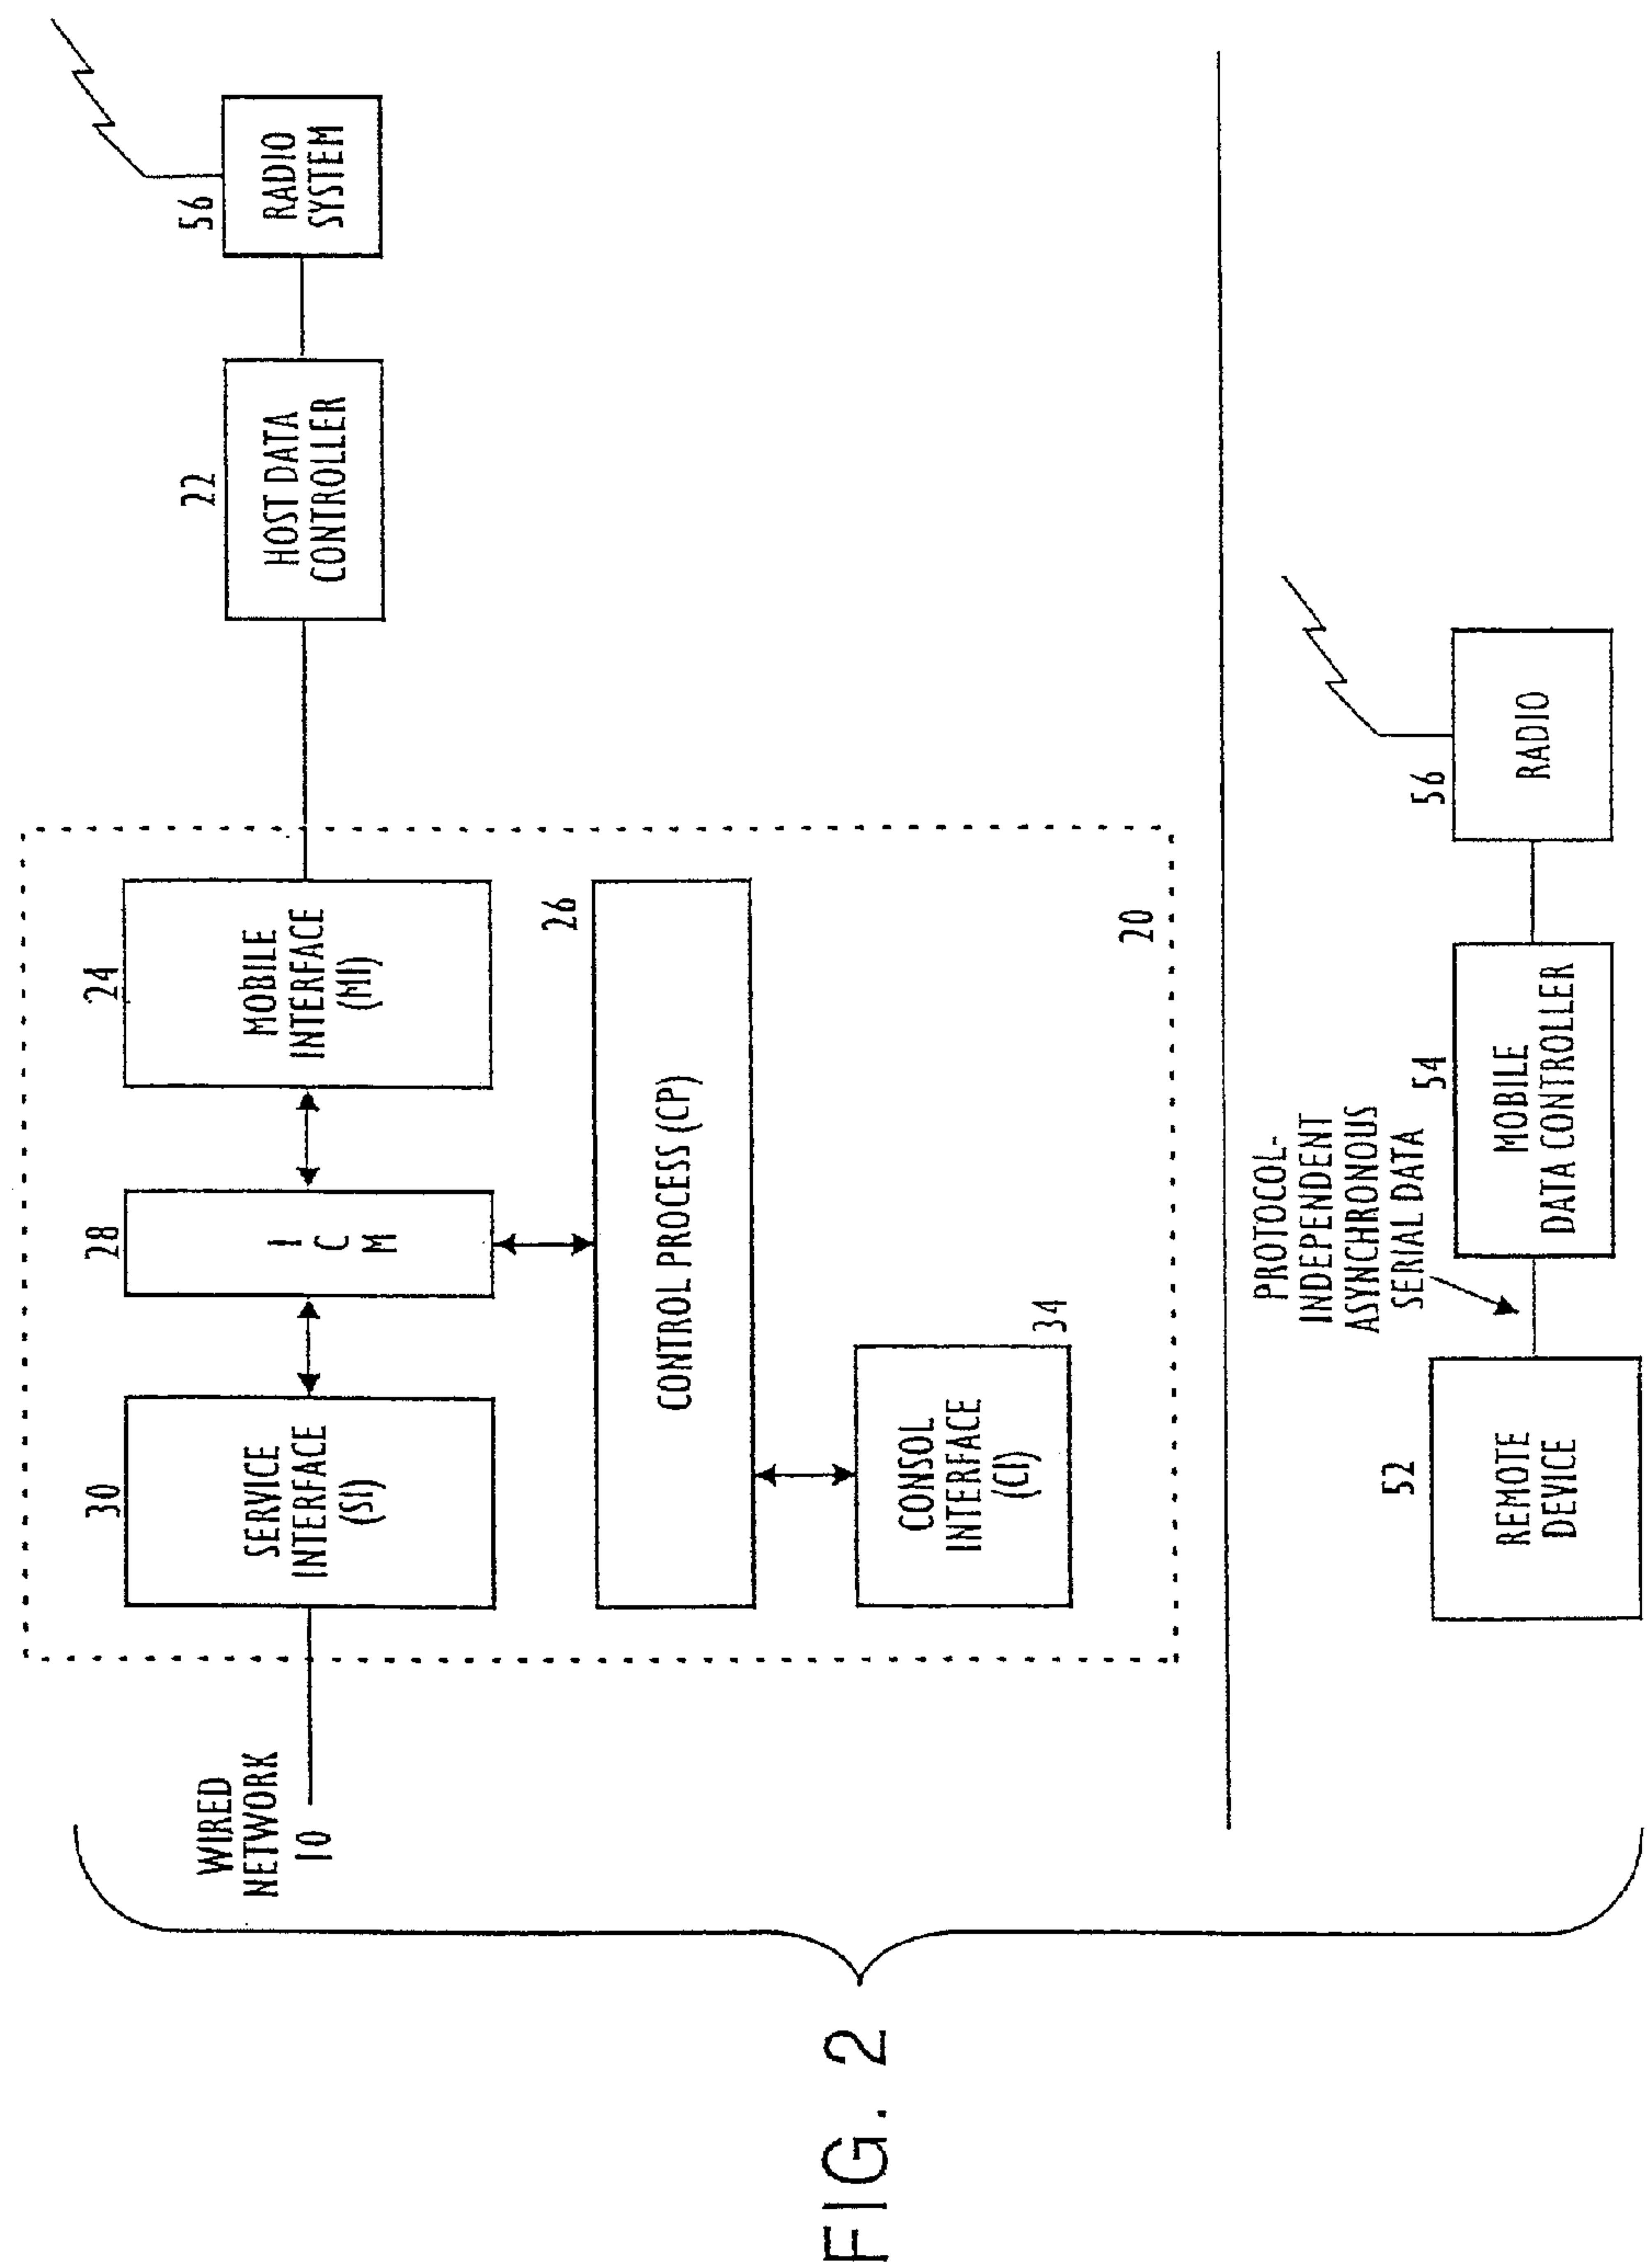 WIRED
NETWORK
10
30
SERVICE
INTERFACE
(SI)
28
I
C
M
24
MOBILE
INTERFACE
(MI)
22
HOST DATA
CONTROLLER
56
RADIO
SYSTEM
26
CONTROL PROCESS (CP)
CONSOL
INTERFACE
(CI)
34
20
52
REMOTE
DEVICE
PROTOCOL-
INDEPENDENT
ASYNCHRONOUS
SERIAL DATA
54
MOBILE
DATA CONTROLLER
56
RADIO
FIG. 2